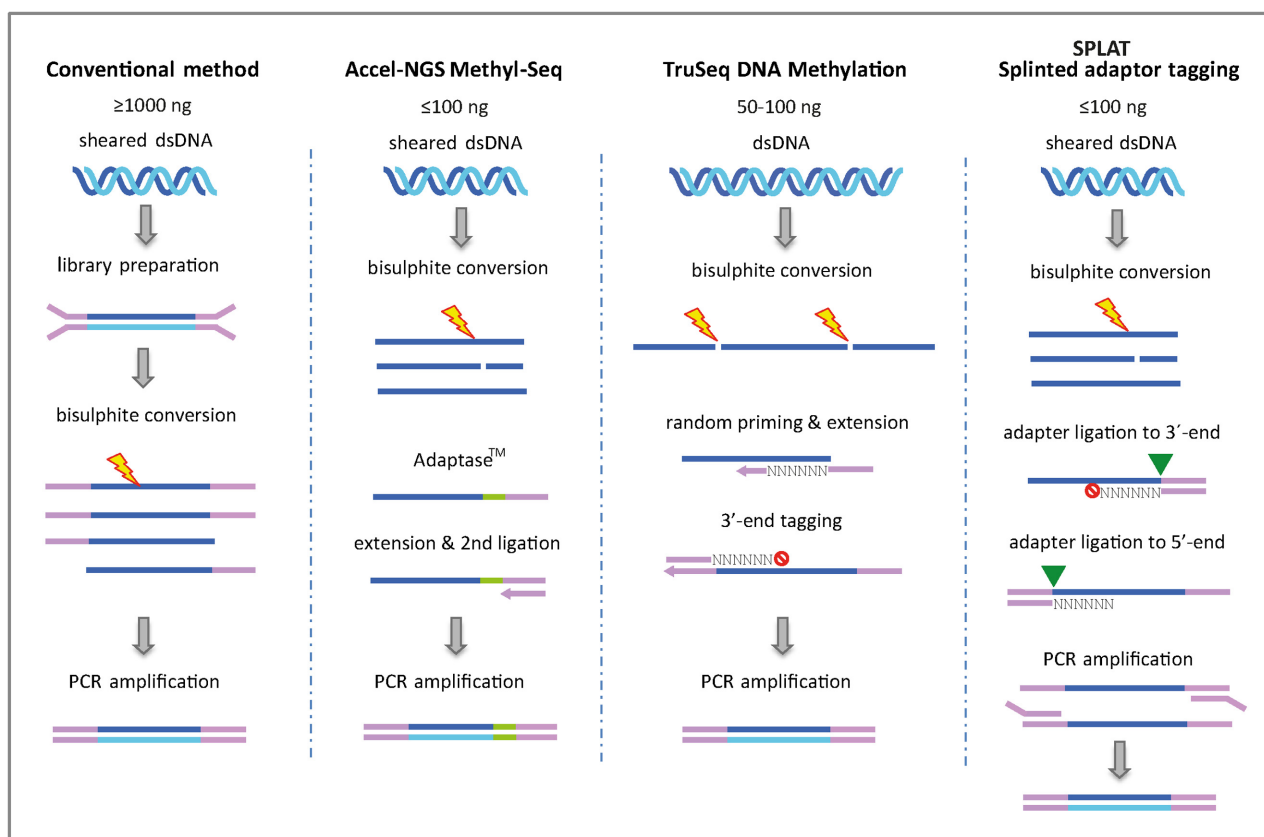 Conventional method
≥1000 ng
sheared dsDNA
library preparation
bisulphite conversion
PCR amplification
Accel-NGS Methyl-Seq
≤100 ng
sheared dsDNA
bisulphite conversion
Adaptase™
extension & 2nd ligation
PCR amplification
TruSeq DNA Methylation
50-100 ng
dsDNA
bisulphite conversion
random priming & extension
NNNNNN
3’-end tagging
NNNNNN
PCR amplification
SPLAT
Splinted adaptor tagging
≤100 ng
sheared dsDNA
bisulphite conversion
adapter ligation to 3´-end
NNNNNN
adapter ligation to 5’-end
NNNNNN
PCR amplification